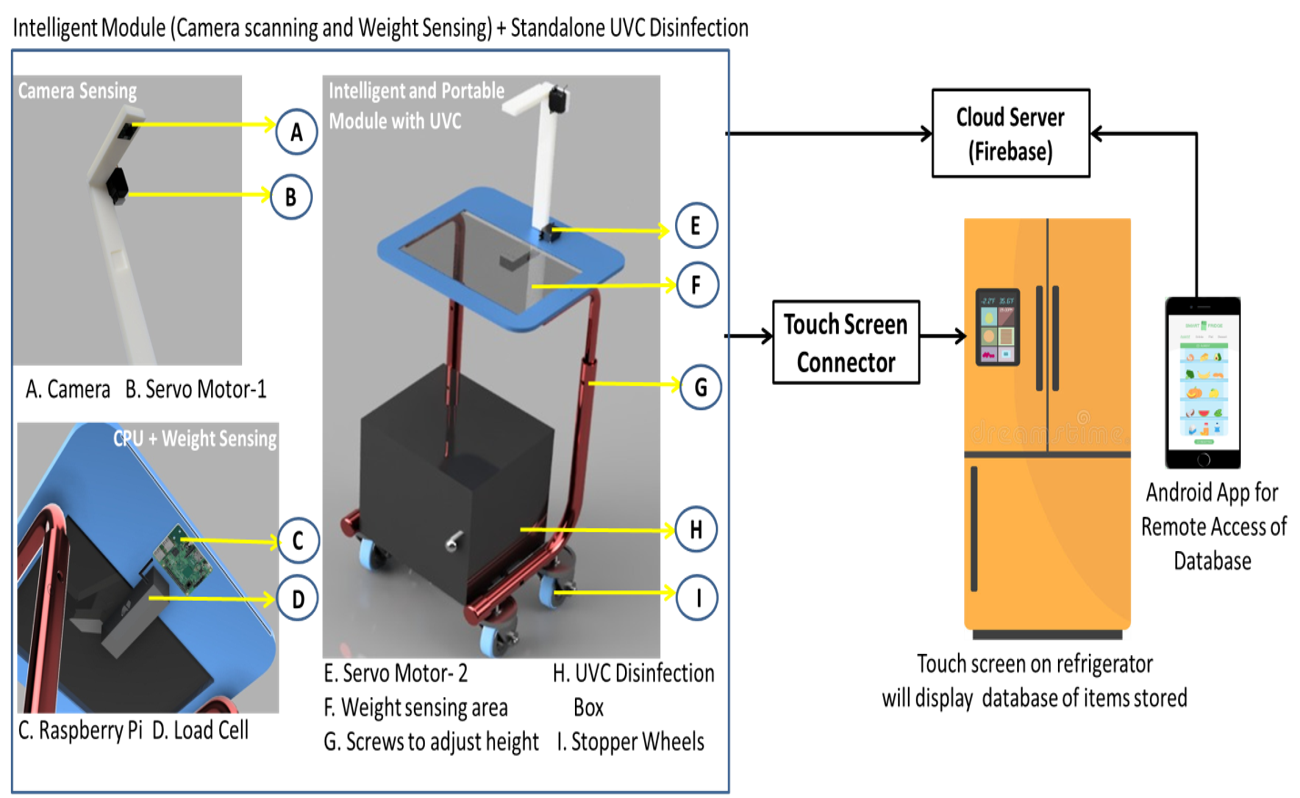 Intelligent Module (Camera scanning and Weight Sensing) + Standalone UVC Disinfection
Camera Sensing
A
B
A. Camera B. Servo Motor-1
CPU + Weight Sensing
C
D
C. Raspberry Pi D. Load Cell
Intelligent and Portable
Module with UVC
E
F
G
H
I
E. Servo Motor- 2
F. Weight sensing area
G. Screws to adjust height
H. UVC Disinfection
Box
I. Stopper Wheels
Cloud Server
(Firebase)
Touch Screen
Connector
dreamstime
Touch screen on refrigerator
will display database of items stored
SMART FRIDGE
Android App for
Remote Access of
Database